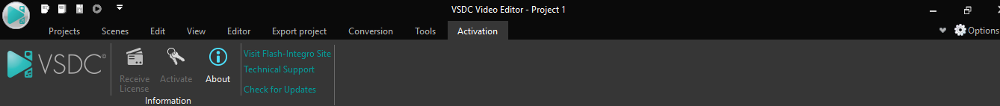 VSDC Video Editor - Project 1
Projects Scenes Edit View Editor Export project Conversion Tools Activation Options
VSDC©
Receive License
Activate
About
Information
Visit Flash-Integro Site
Technical Support
Check for Updates